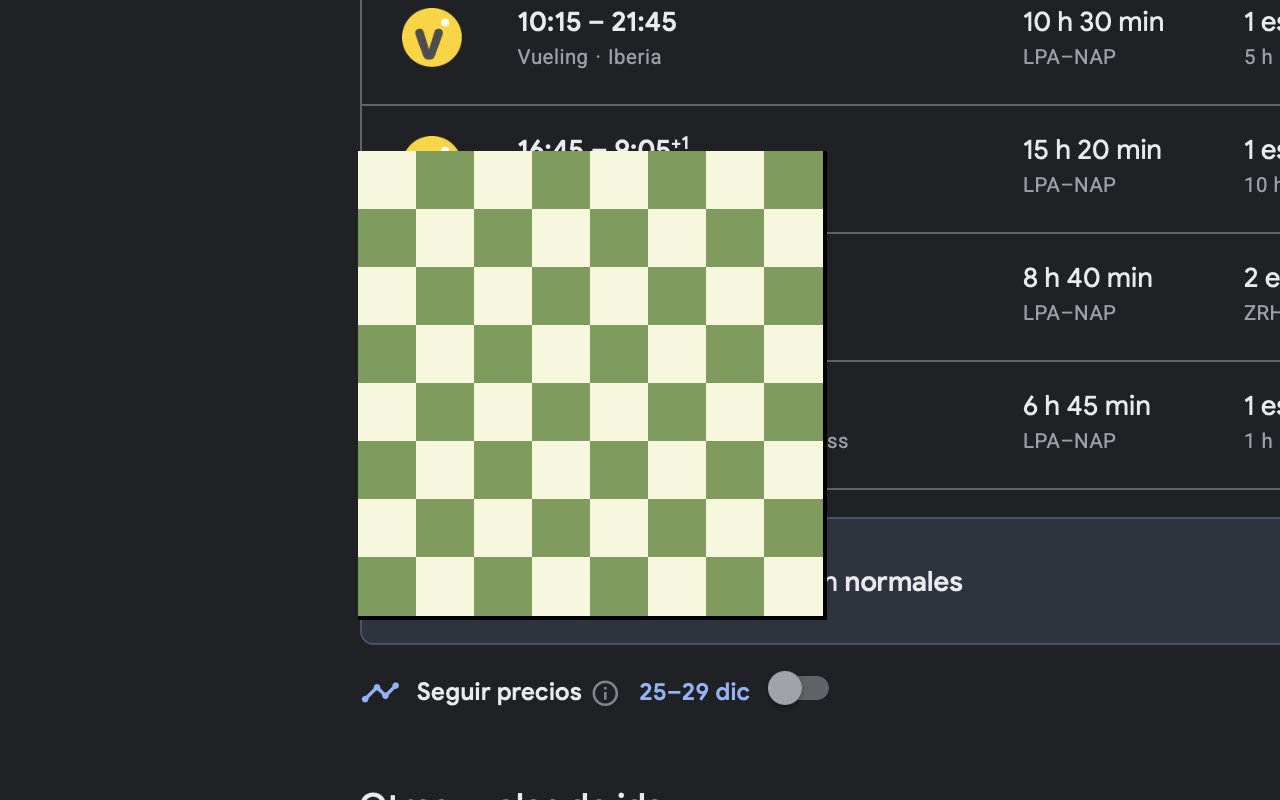 10:15 – 21:45
10 h 30 min
1 es
Vueling · Iberia
LPA–NAP
5 h
16:45 – 9:05+1
15 h 20 min
1 es
LPA–NAP
10 h
8 h 40 min
2 e
LPA–NAP
ZRH
6 h 45 min
1 es
ss
LPA–NAP
1 h
n normales
Seguir precios
25–29 dic